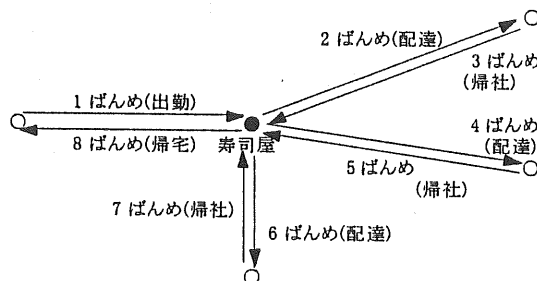 2 ばんめ(配達)
3 ばんめ
(帰社)
1 ばんめ(出勤)
8 ばんめ(帰宅)
寿司屋
4 ばんめ
(配達)
5 ばんめ
(帰社)
7 ばんめ(帰社)
6 ばんめ(配達)